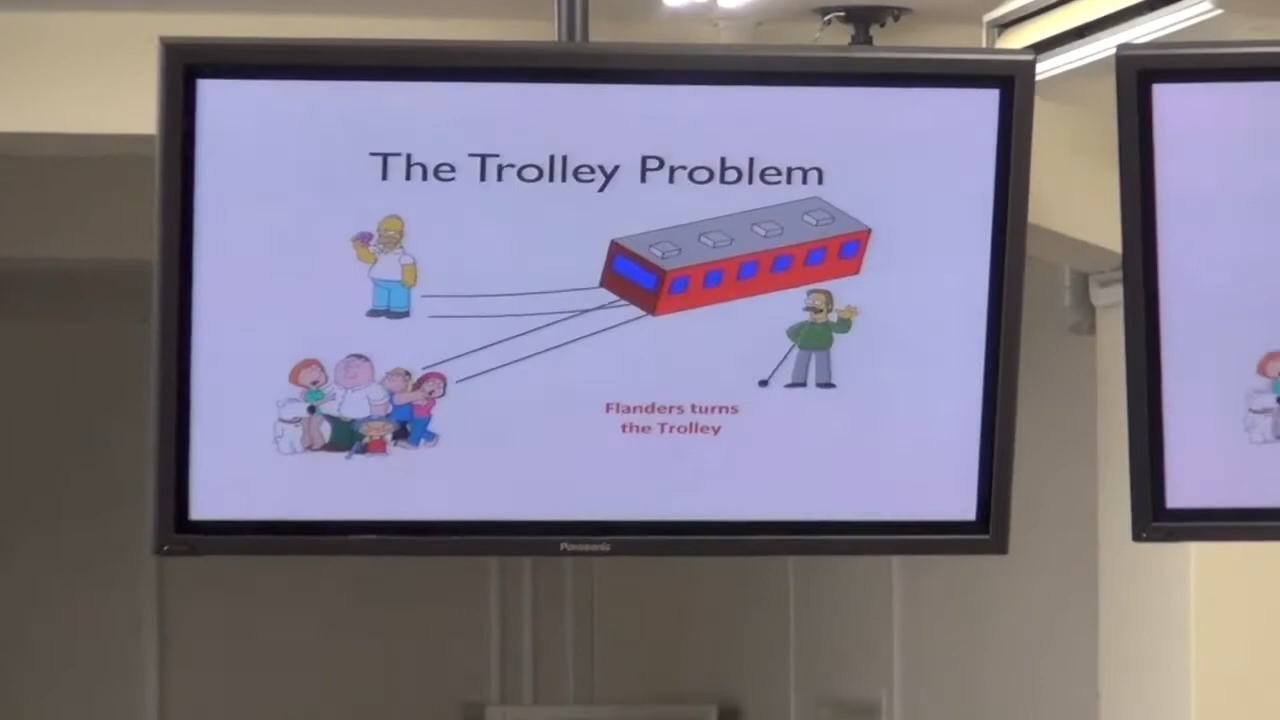 The Trolley Problem
Flanders turns
the Trolley
Panasonic